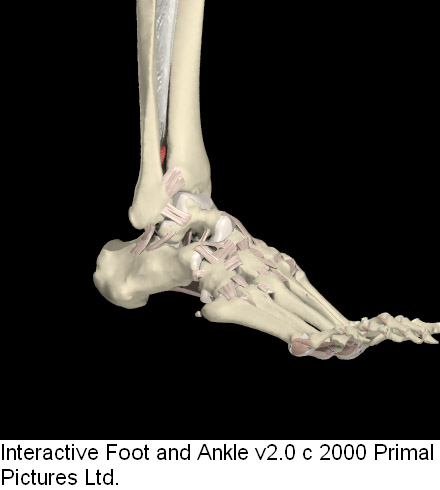 Interactive Foot and Ankle v2.0 c 2000 Primal
Pictures Ltd.